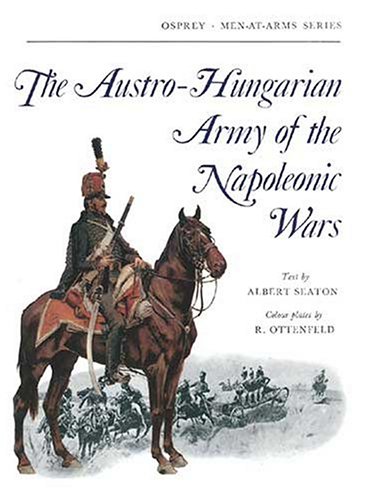 OSPREY · MEN-AT-ARMS SERIES
The Austro-Hungarian
Army of the
Napoleonic
Wars
Text by
ALBERT SEATON
Colour plates by
R. OTTENFELD